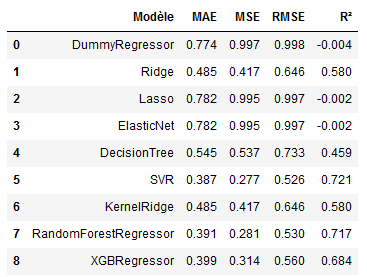 Modèle MAE MSE RMSE R²
0 DummyRegressor 0.774 0.997 0.998 -0.004
1 Ridge 0.485 0.417 0.646 0.580
2 Lasso 0.782 0.995 0.997 -0.002
3 ElasticNet 0.782 0.995 0.997 -0.002
4 DecisionTree 0.545 0.537 0.733 0.459
5 SVR 0.387 0.277 0.526 0.721
6 KernelRidge 0.485 0.417 0.646 0.580
7 RandomForestRegressor 0.391 0.281 0.530 0.717
8 XGBRegressor 0.399 0.314 0.560 0.684